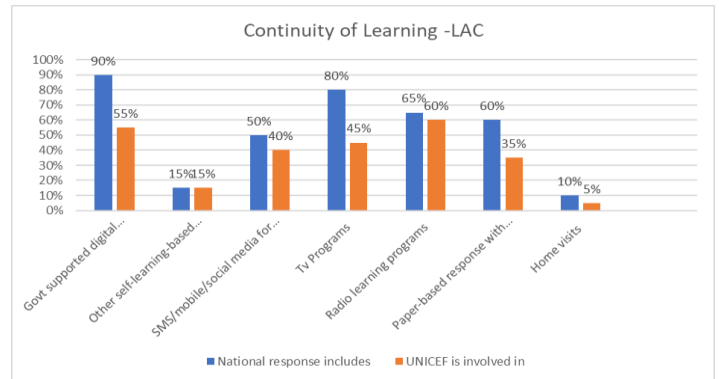 Continuity of Learning -LAC
100%
90%
80%
70%
60%
50%
40%
30%
20%
10%
0%
90%
55%
15%
15%
50%
40%
80%
45%
65%
60%
60%
35%
10%
5%
Govt supported digital...
Other self-learning-based...
SMS/mobile/social media for...
Tv Programs
Radio learning programs
Paper-based response with...
Home visits
National response includes
UNICEF is involved in